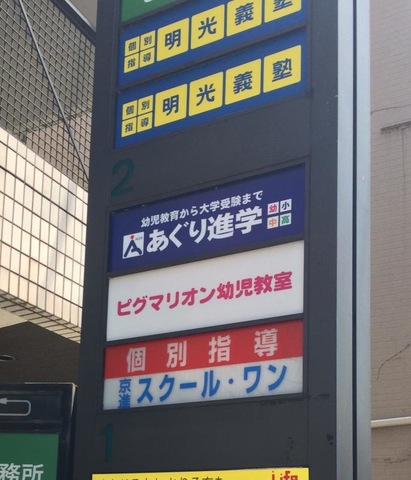 個別指導 明光義塾
個別指導 明光義塾
2
幼児教育から大学受験まで
あぐり進学 幼小中高
ピグマリオン幼児教室
個別指導
京進 スクール・ワン
1
務所
Life